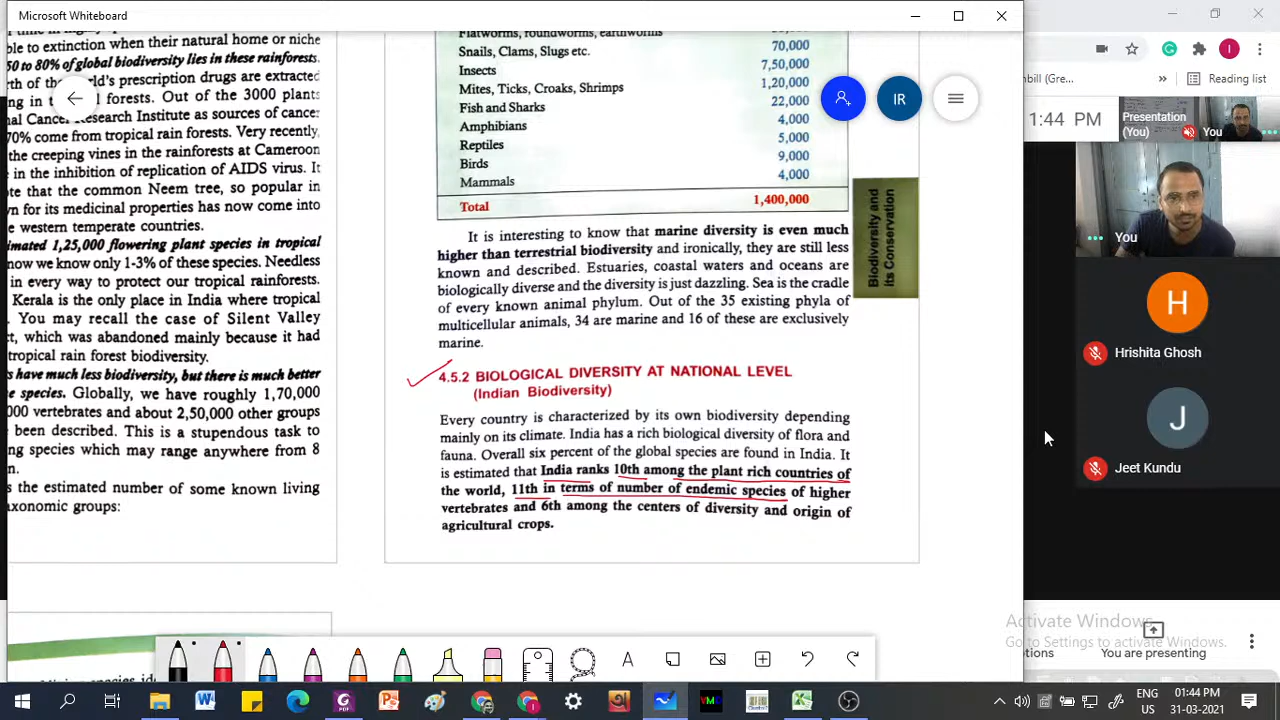 Microsoft Whiteboard
ble to extinction when their natural home or niche
50 to 80% of global biodiversity lies in these rainforests.
rth of the world's prescription drugs are extracted
forests. Out of the 3000 plants
nal Cancer Research Institute as sources of cancer
70% come from tropical rain forests. Very recently,
the creeping vines in the rainforests at Cameroon
e in the inhibition of replication of AIDS virus. It
ote that the common Neem tree, so popular in
wn for its medicinal properties has now come into
e western temperate countries.
imated 1,25,000 flowering plant species in tropical
now we know only 1-3% of these species. Needless
in every way to protect our tropical rainforests.
Kerala is the only place in India where tropical
. You may recall the case of Silent Valley
ct, which was abandoned mainly because it had
tropical rain forest biodiversity.
s have much less biodiversity, but there is much better
e species. Globally, we have roughly 1,70,000
000 vertebrates and about 2,50,000 other groups
been described. This is a stupendous task to
ng species which may range anywhere from 8
n.
s the estimated number of some known living
axonomic groups:
Flatworms, roundworms, earthworms
Snails, Clams, Slugs etc. 70,000
Insects 7,50,000
Mites, Ticks, Croaks, Shrimps 1,20,000
Fish and Sharks 22,000
Amphibians 4,000
Reptiles 5,000
Birds 9,000
Mammals 4,000
Total 1,400,000
It is interesting to know that marine diversity is even much
higher than terrestrial biodiversity and ironically, they are still less
known and described. Estuaries, coastal waters and oceans are
biologically diverse and the diversity is just dazzling. Sea is the cradle
of every known animal phylum. Out of the 35 existing phyla of
multicellular animals, 34 are marine and 16 of these are exclusively
marine.
4.5.2 BIOLOGICAL DIVERSITY AT NATIONAL LEVEL
(Indian Biodiversity)
Every country is characterized by its own biodiversity depending
mainly on its climate. India has a rich biological diversity of flora and
fauna. Overall six percent of the global species are found in India. It
is estimated that India ranks 10th among the plant rich countries of
the world, 11th in terms of number of endemic species of higher
vertebrates and 6th among the centers of diversity and origin of
agricultural crops.
Biodiversity and
its Conservation
IR
nbill (Gre...
Reading list
1:44 PM
Presentation
(You)
You
You
H
Hrishita Ghosh
J
Jeet Kundu
Activate Windows
Go to Settings to activate Windows.
ptions
You are presenting
ENG
US
01:44 PM
31-03-2021